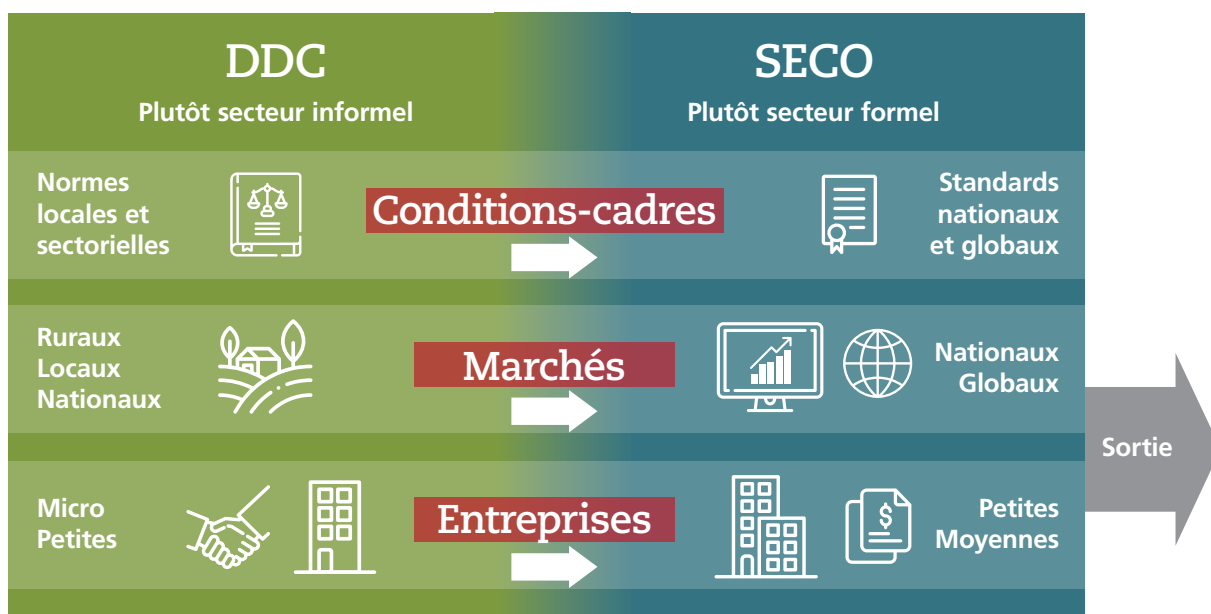 DDC
Plutôt secteur informel
SECO
Plutôt secteur formel
Normes
locales et
sectorielles
Conditions-cadres
Standards
nationaux
et globaux
Ruraux
Locaux
Nationaux
Marchés
Nationaux
Globaux
Sortie
Micro
Petites
Entreprises
$
Petites
Moyennes